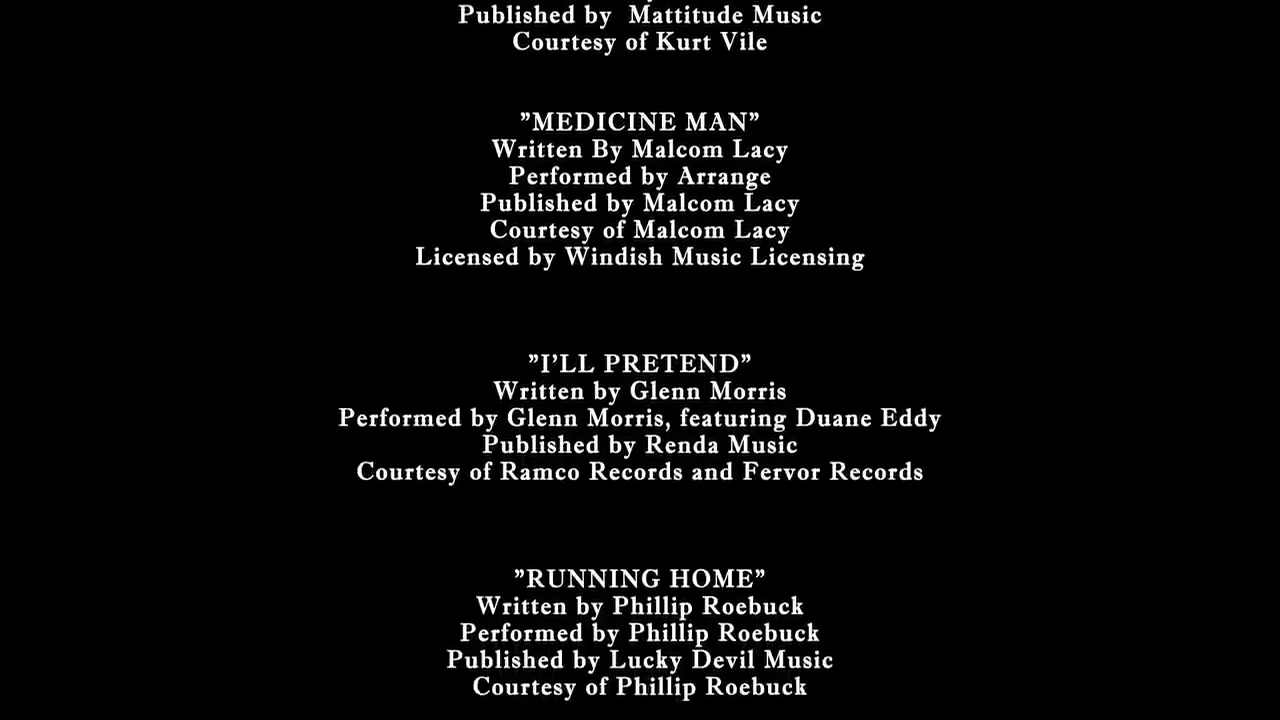 Published by  Mattitude Music
Courtesy of Kurt Vile
”MEDICINE MAN”
Written By Malcom Lacy
Performed by Arrange
Published by Malcom Lacy
Courtesy of Malcom Lacy
Licensed by Windish Music Licensing
”I’LL PRETEND”
Written by Glenn Morris
Performed by Glenn Morris, featuring Duane Eddy
Published by Renda Music
Courtesy of Ramco Records and Fervor Records
”RUNNING HOME”
Written by Phillip Roebuck
Performed by Phillip Roebuck
Published by Lucky Devil Music
Courtesy of Phillip Roebuck